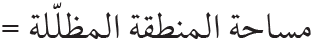 مساحة المنطقة المظلّلة =